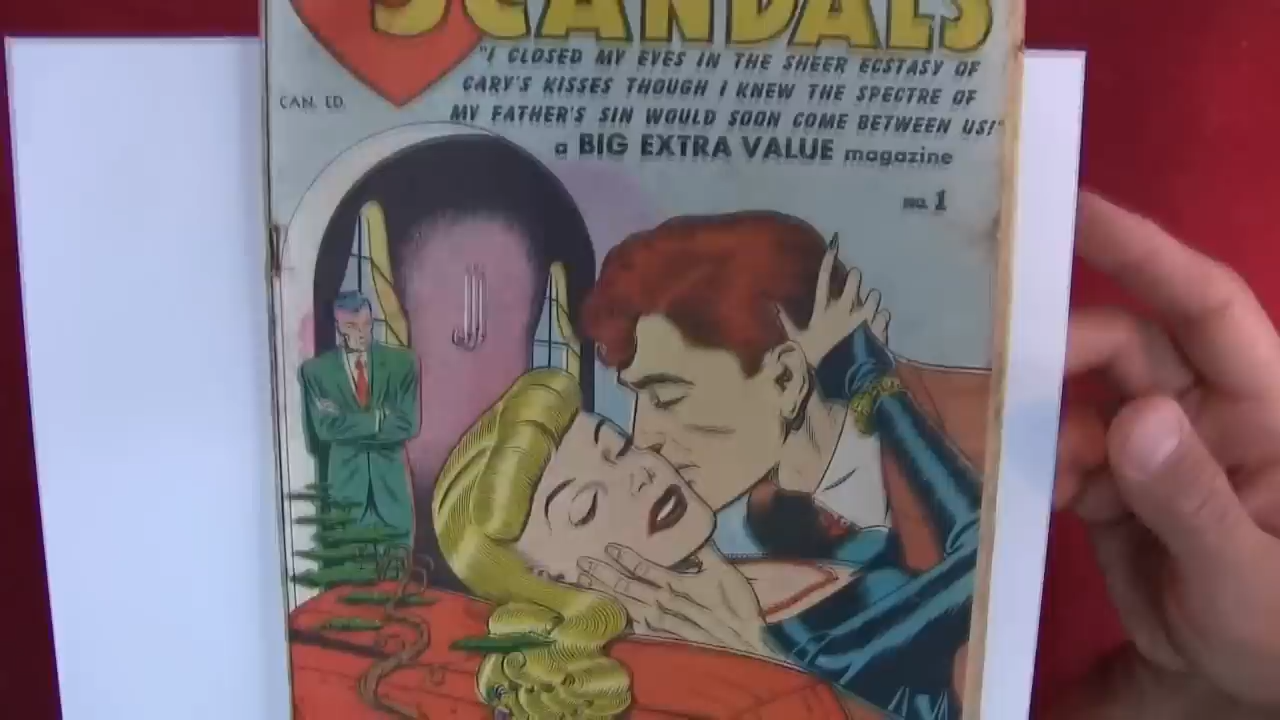 SCANDALS
"I CLOSED MY EYES IN THE SHEER ECSTASY OF
GARY'S KISSES THOUGH I KNEW THE SPECTRE OF
MY FATHER'S SIN WOULD SOON COME BETWEEN US!"
CAN. ED.
a BIG EXTRA VALUE magazine
NO. 1